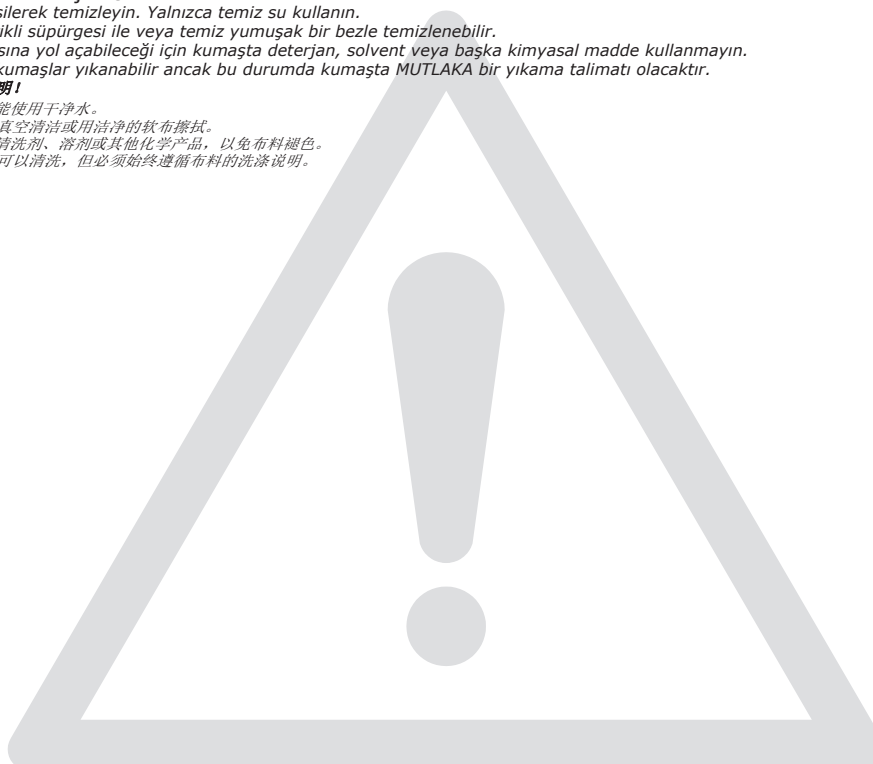 silerek temizleyin. Yalnızca temiz su kullanın.
ikli süpürgesi ile veya temiz yumuşak bir bezle temizlenebilir.
sına yol açabileceği için kumaşta deterjan, solvent veya başka kimyasal madde kullanmayın.
kumaşlar yıkanabilir ancak bu durumda kumaşta MUTLAKA bir yıkama talimatı olacaktır.
明!
能使用干净水。
真空清洁或用洁净的软布擦拭。
清洗剂、溶剂或其他化学产品，以免布料褪色。
可以清洗，但必须始终遵循布料的洗涤说明。